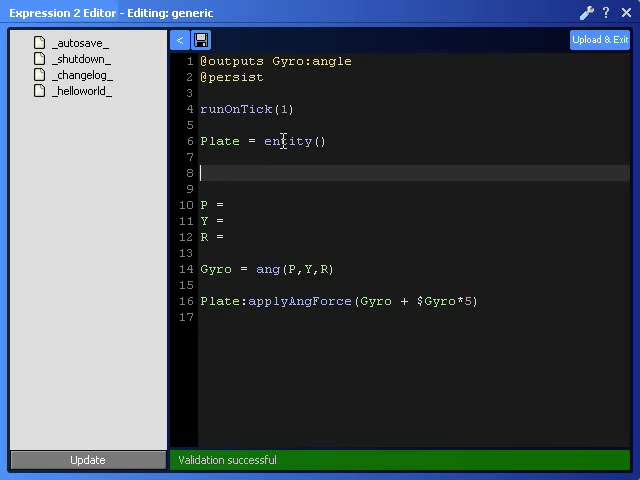 Expression 2 Editor - Editing: generic
_autosave_
_shutdown_
_changelog_
_helloworld_
Update
< Upload & Exit
1 @outputs Gyro:angle
2 @persist
3
4 runOnTick(1)
5
6 Plate = entity()
7
8
9
10 P =
11 Y =
12 R =
13
14 Gyro = ang(P,Y,R)
15
16 Plate:applyAngForce(Gyro + $Gyro*5)
17
Validation successful